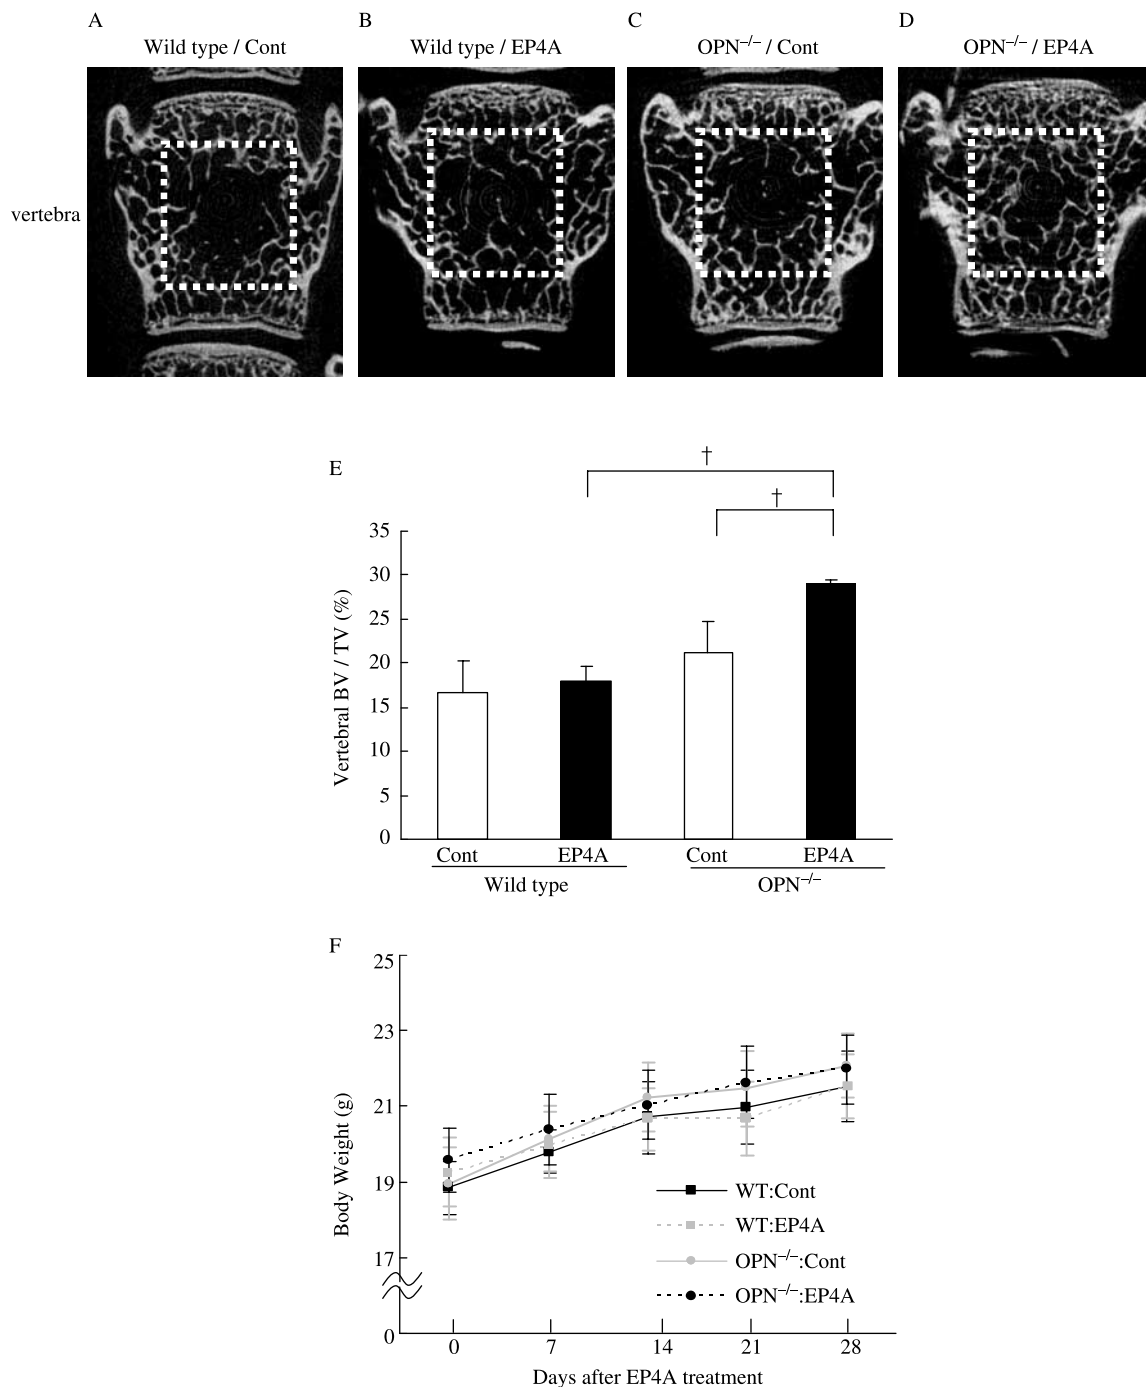 A
B
C
D
Wild type / Cont
Wild type / EP4A
OPN−/− / Cont
OPN−/− / EP4A
vertebra
E
†
†
35
30
25
20
15
10
5
0
Vertebral BV / TV (%)
Cont
EP4A
Cont
EP4A
Wild type
OPN−/−
F
25
23
21
19
17
0
Body Weight (g)
WT:Cont
WT:EP4A
OPN−/−:Cont
OPN−/−:EP4A
0
7
14
21
28
Days after EP4A treatment